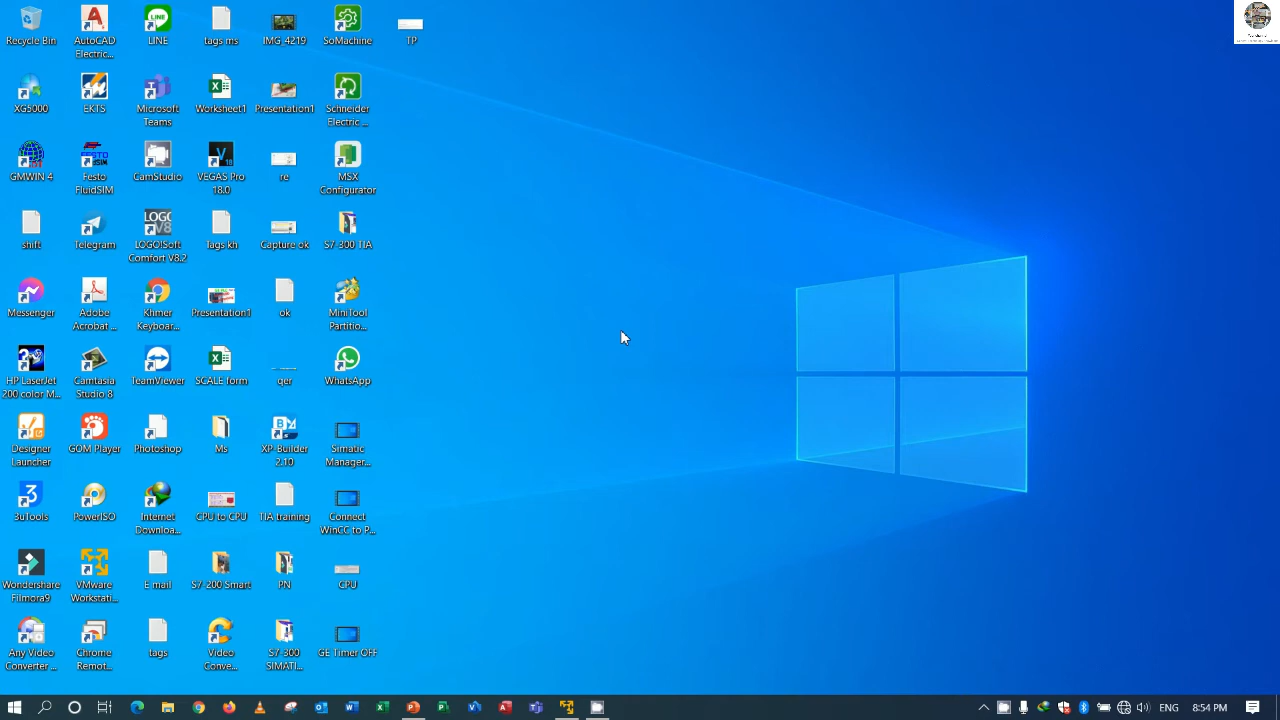 Recycle Bin
AutoCAD
Electric...
LINE
tags ms
IMG_4219
SoMachine
TP
XG5000
EKTS
Microsoft
Teams
Worksheet1
Presentation1
Schneider
Electric ...
GMWIN 4
Festo
FluidSIM
CamStudio
VEGAS Pro
18.0
re
MSX
Configurator
shift
Telegram
LOGO!Soft
Comfort V8.2
Tags kh
Capture ok
S7-300 TIA
Messenger
Adobe
Acrobat ...
Khmer
Keyboar...
Presentation1
ok
MiniTool
Partitio...
HP LaserJet
200 color M...
Camtasia
Studio 8
TeamViewer
SCALE form
qer
WhatsApp
Designer
Launcher
GOM Player
Photoshop
Ms
XP-Builder
2.10
Simatic
Manager...
3uTools
PowerISO
Internet
Downloa...
CPU to CPU
TIA training
Connect
WinCC to P...
Wondershare
Filmora9
VMware
Workstati...
E mail
S7-200 Smart
PN
CPU
Any Video
Converter ...
Chrome
Remot...
tags
Video
Conve...
S7-300
SIMATI...
GE Timer OFF
ENG
8:54 PM